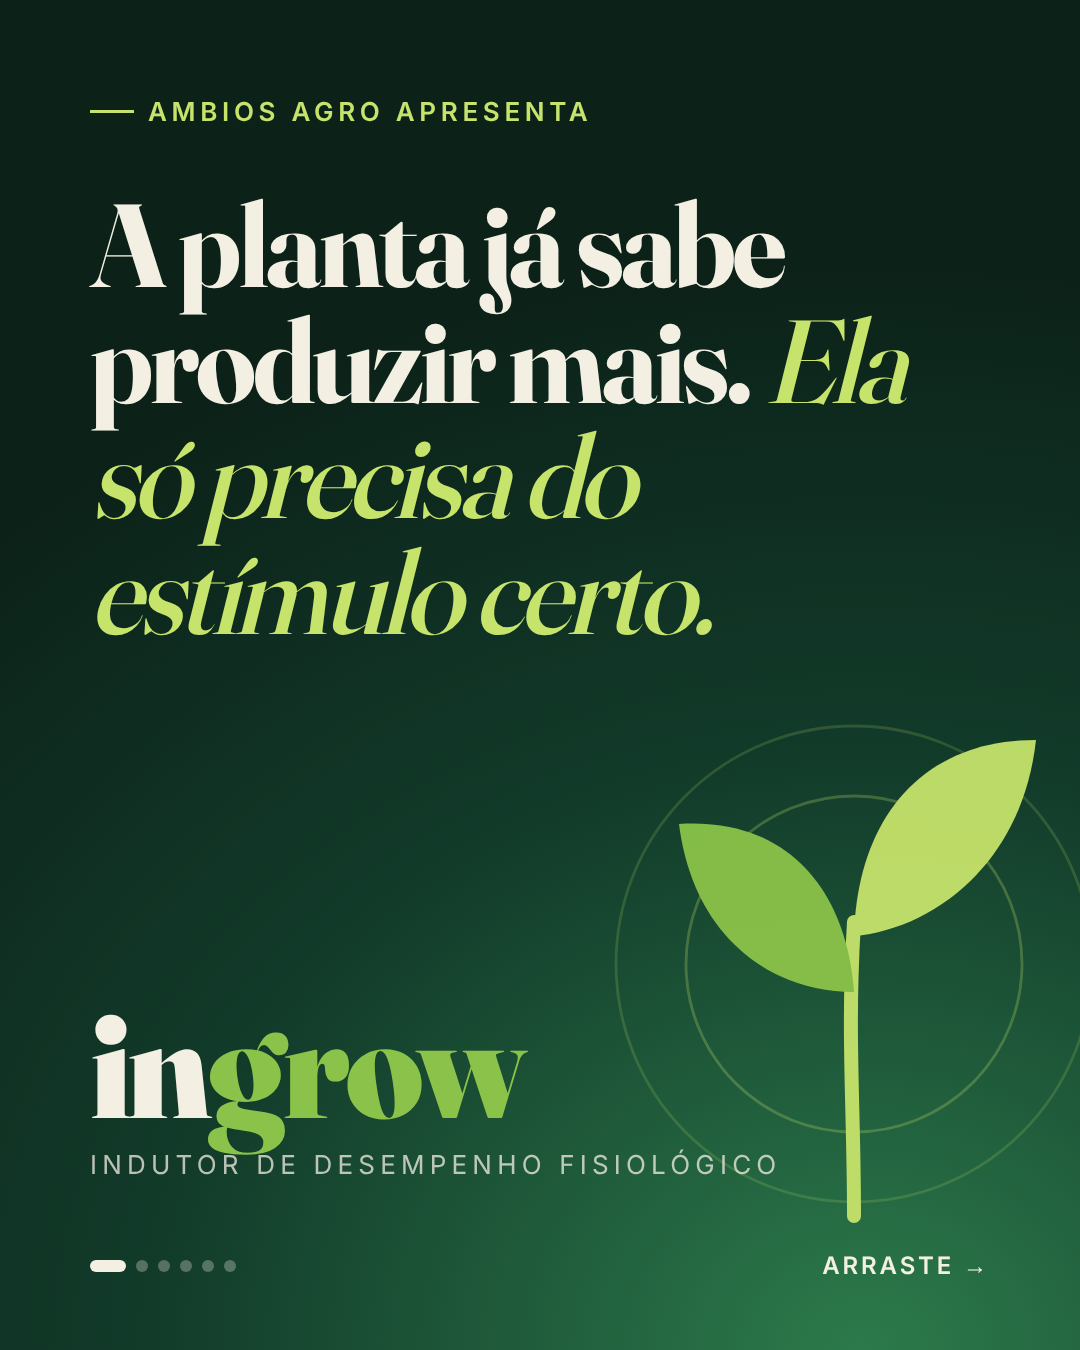 — AMBIOS AGRO APRESENTA
A planta já sabe
produzir mais. Ela
só precisa do
estímulo certo.
ingrow
INDUTOR DE DESEMPENHO FISIOLÓGICO
ARRASTE →